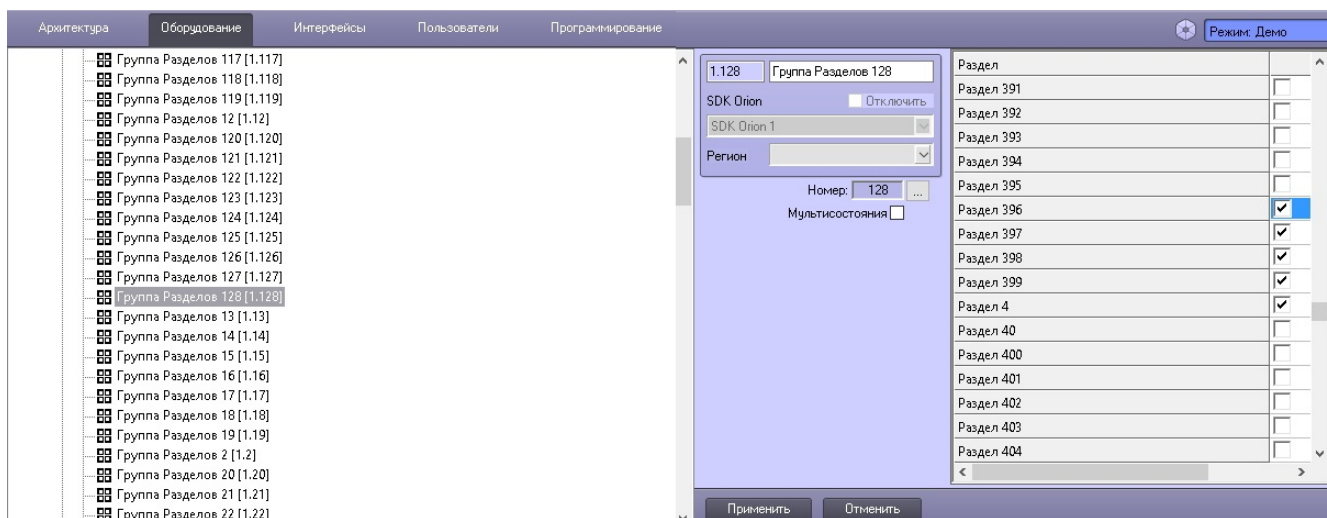 Архитектура Оборудование Интерфейсы Пользователи Программирование
Режим: Демо
Группа Разделов 117 [1.117]
Группа Разделов 118 [1.118]
Группа Разделов 119 [1.119]
Группа Разделов 12 [1.12]
Группа Разделов 120 [1.120]
Группа Разделов 121 [1.121]
Группа Разделов 122 [1.122]
Группа Разделов 123 [1.123]
Группа Разделов 124 [1.124]
Группа Разделов 125 [1.125]
Группа Разделов 126 [1.126]
Группа Разделов 127 [1.127]
Группа Разделов 128 [1.128]
Группа Разделов 13 [1.13]
Группа Разделов 14 [1.14]
Группа Разделов 15 [1.15]
Группа Разделов 16 [1.16]
Группа Разделов 17 [1.17]
Группа Разделов 18 [1.18]
Группа Разделов 19 [1.19]
Группа Разделов 2 [1.2]
Группа Разделов 20 [1.20]
Группа Разделов 21 [1.21]
Группа Разделов 22 [1.22]
1.128 Группа Разделов 128
SDK Orion Отключить
SDK Orion 1
Регион
Номер: 128 ...
Мультисостояния
Раздел
Раздел 391
Раздел 392
Раздел 393
Раздел 394
Раздел 395
Раздел 396
Раздел 397
Раздел 398
Раздел 399
Раздел 4
Раздел 40
Раздел 400
Раздел 401
Раздел 402
Раздел 403
Раздел 404
Применить Отменить